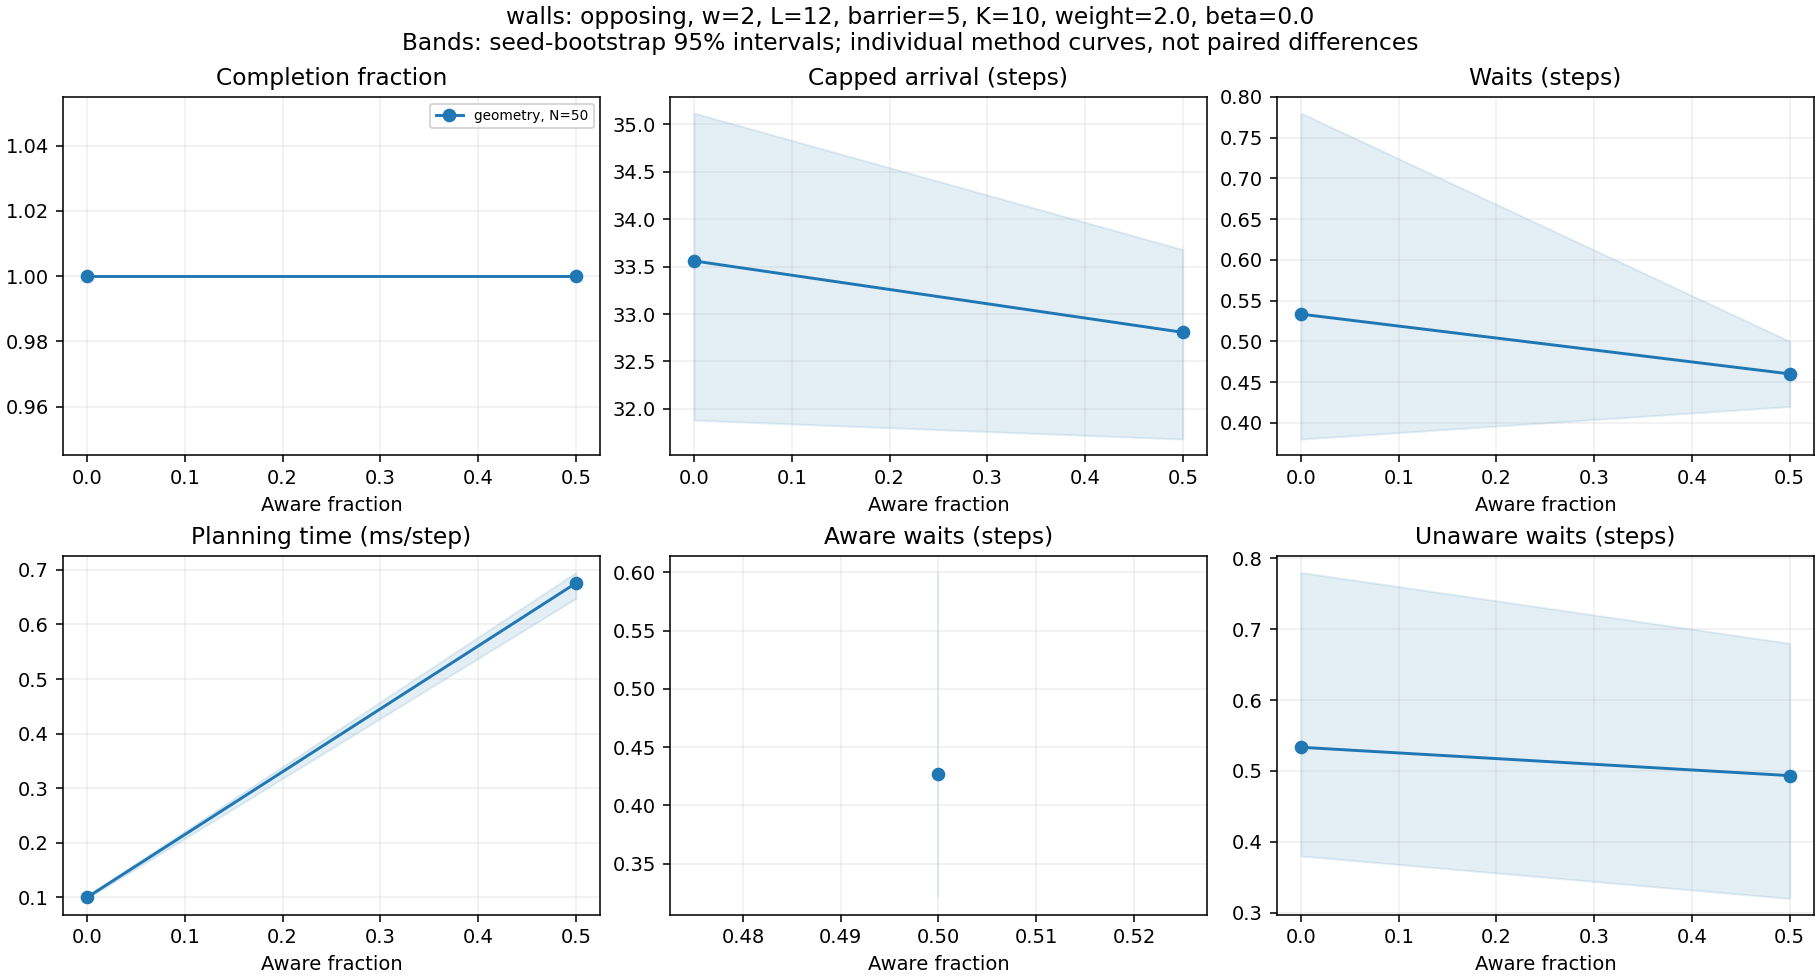 walls: opposing, w=2, L=12, barrier=5, K=10, weight=2.0, beta=0.0
Bands: seed-bootstrap 95% intervals; individual method curves, not paired differences
Completion fraction
geometry, N=50
1.04
1.02
1.00
0.98
0.96
0.0 0.1 0.2 0.3 0.4 0.5
Aware fraction
Capped arrival (steps)
35.0
34.5
34.0
33.5
33.0
32.5
32.0
0.0 0.1 0.2 0.3 0.4 0.5
Aware fraction
Waits (steps)
0.80
0.75
0.70
0.65
0.60
0.55
0.50
0.45
0.40
0.0 0.1 0.2 0.3 0.4 0.5
Aware fraction
Planning time (ms/step)
0.7
0.6
0.5
0.4
0.3
0.2
0.1
0.0 0.1 0.2 0.3 0.4 0.5
Aware fraction
Aware waits (steps)
0.60
0.55
0.50
0.45
0.40
0.35
0.48 0.49 0.50 0.51 0.52
Aware fraction
Unaware waits (steps)
0.8
0.7
0.6
0.5
0.4
0.3
0.0 0.1 0.2 0.3 0.4 0.5
Aware fraction